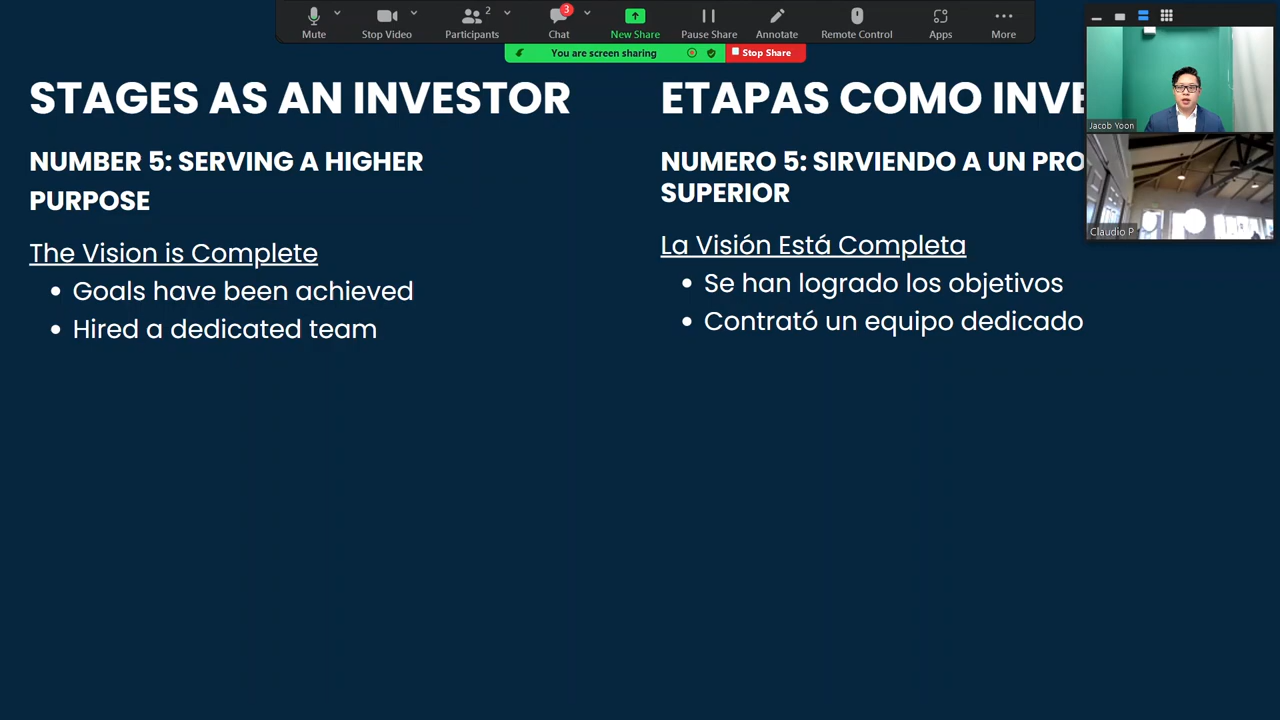 Mute
Stop Video
Participants
2
Chat
3
New Share
Pause Share
Annotate
Remote Control
Apps
More
You are screen sharing
Stop Share
Jacob Yoon
Claudio P
STAGES AS AN INVESTOR
NUMBER 5: SERVING A HIGHER
PURPOSE
The Vision is Complete
Goals have been achieved
Hired a dedicated team
ETAPAS COMO
NUMERO 5: SIRVIENDO A UN
SUPERIOR
La Visión Está Completa
Se han logrado los objetivos
Contrató un equipo dedicado